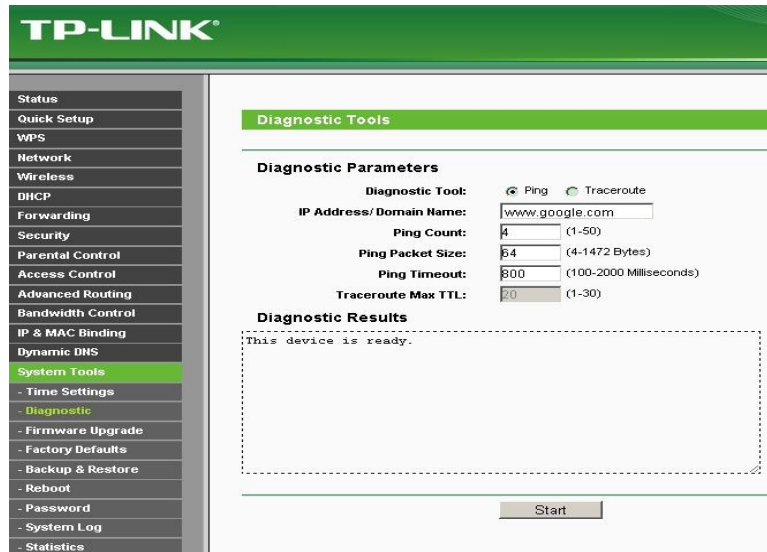 TP-LINK®
Status
Quick Setup
WPS
Network
Wireless
DHCP
Forwarding
Security
Parental Control
Access Control
Advanced Routing
Bandwidth Control
IP & MAC Binding
Dynamic DNS
System Tools
- Time Settings
- Diagnostic
- Firmware Upgrade
- Factory Defaults
- Backup & Restore
- Reboot
- Password
- System Log
- Statistics
Diagnostic Tools
Diagnostic Parameters
Diagnostic Tool: Ping Traceroute
IP Address/Domain Name: www.google.com
Ping Count: 4 (1-50)
Ping Packet Size: 64 (4-1472 Bytes)
Ping Timeout: 800 (100-2000 Milliseconds)
Traceroute Max TTL: 20 (1-30)
Diagnostic Results
This device is ready.
Start